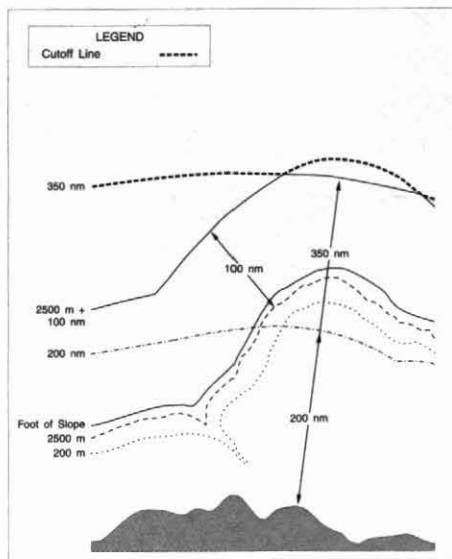 LEGEND
Cutoff Line
350 nm
350 nm
100 nm
2500 m +
100 nm
200 nm
200 nm
Foot of Slope
2500 m
200 m